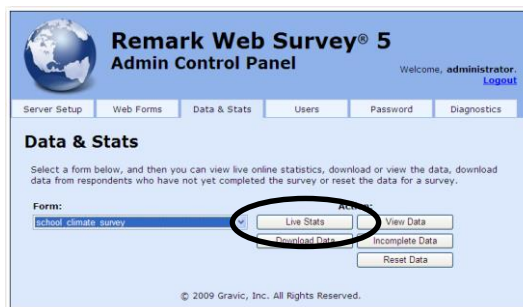 Remark Web Survey® 5
Admin Control Panel
Welcome, administrator.
Logout
Server Setup Web Forms Data & Stats Users Password Diagnostics
Data & Stats
Select a form below, and then you can view live online statistics, download or view the data, download
data from respondents who have not yet completed the survey or reset the data for a survey.
Form:
school climate survey
Live Stats View Data
Download Data Incomplete Data
Reset Data
© 2009 Gravic, Inc. All Rights Reserved.